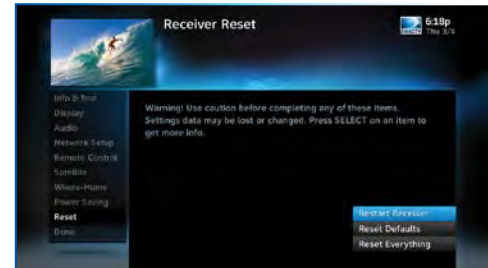 Receiver Reset
6:18p
DIRECTV Thu 3/4
Info & Test
Display
Audio
Network Setup
Remote Control
Satellite
Whole-Home
Power Saving
Reset
Done
Warning! Use caution before completing any of these items.
Settings data may be lost or changed. Press SELECT on an item to
get more info.
Restart Receiver
Reset Defaults
Reset Everything